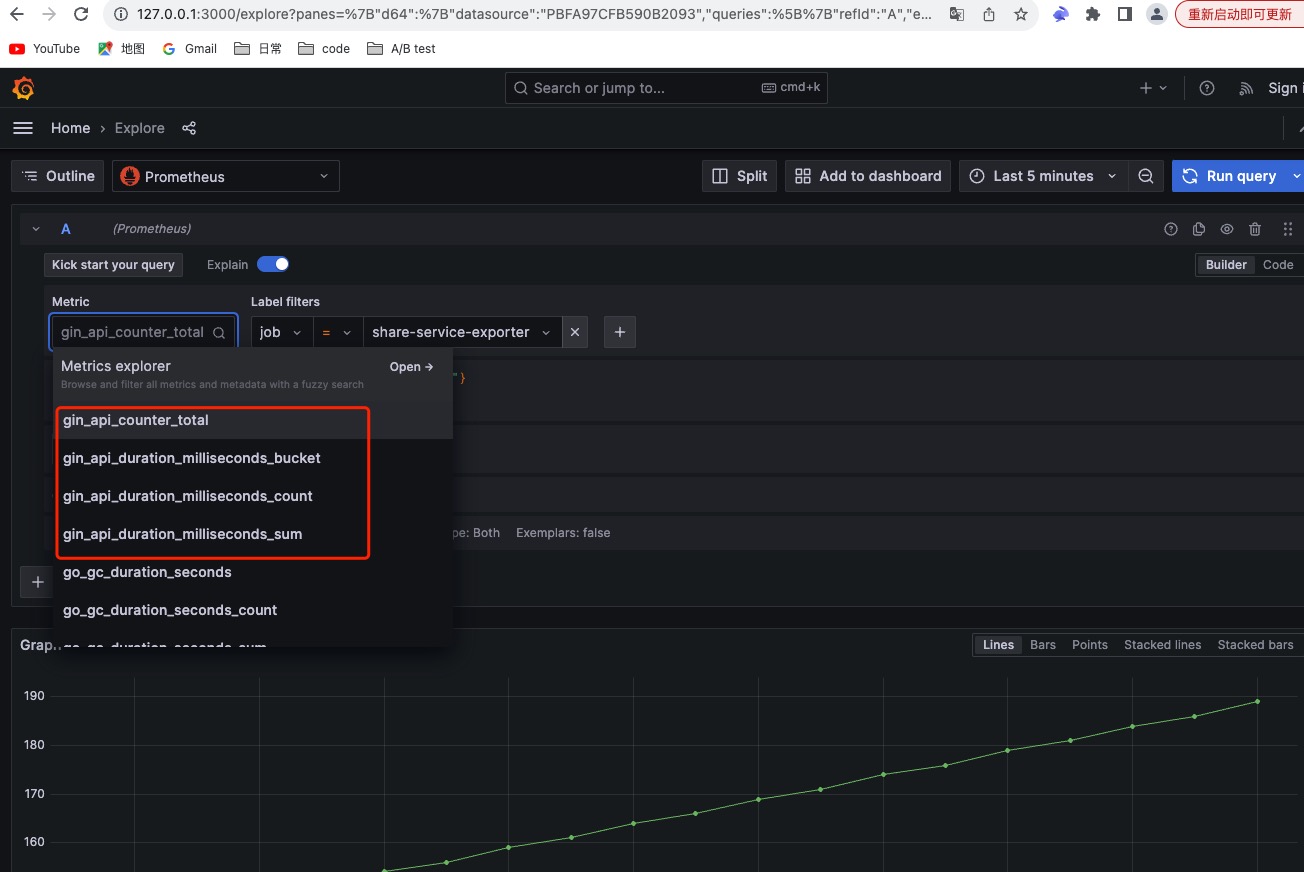 127.0.0.1:3000/explore?panes=%7B"d64":%7B"datasource":"PBFA97CFB590B2093","queries":%5B%7B"refId":"A","e...
重新启动即可更新
YouTube 地图 Gmail 日常 code A/B test
Search or jump to... cmd+k
Sign i
Home › Explore
Outline Prometheus Split Add to dashboard Last 5 minutes Run query
A (Prometheus)
Kick start your query Explain Builder Code
Metric Label filters
gin_api_counter_total job = share-service-exporter
Metrics explorer Open →
Browse and filter all metrics and metadata with a fuzzy search
"}
gin_api_counter_total
gin_api_duration_milliseconds_bucket
gin_api_duration_milliseconds_count
gin_api_duration_milliseconds_sum
pe: Both Exemplars: false
go_gc_duration_seconds
go_gc_duration_seconds_count
go_gc_duration_seconds_sum
Grap Lines Bars Points Stacked lines Stacked bars
190
180
170
160